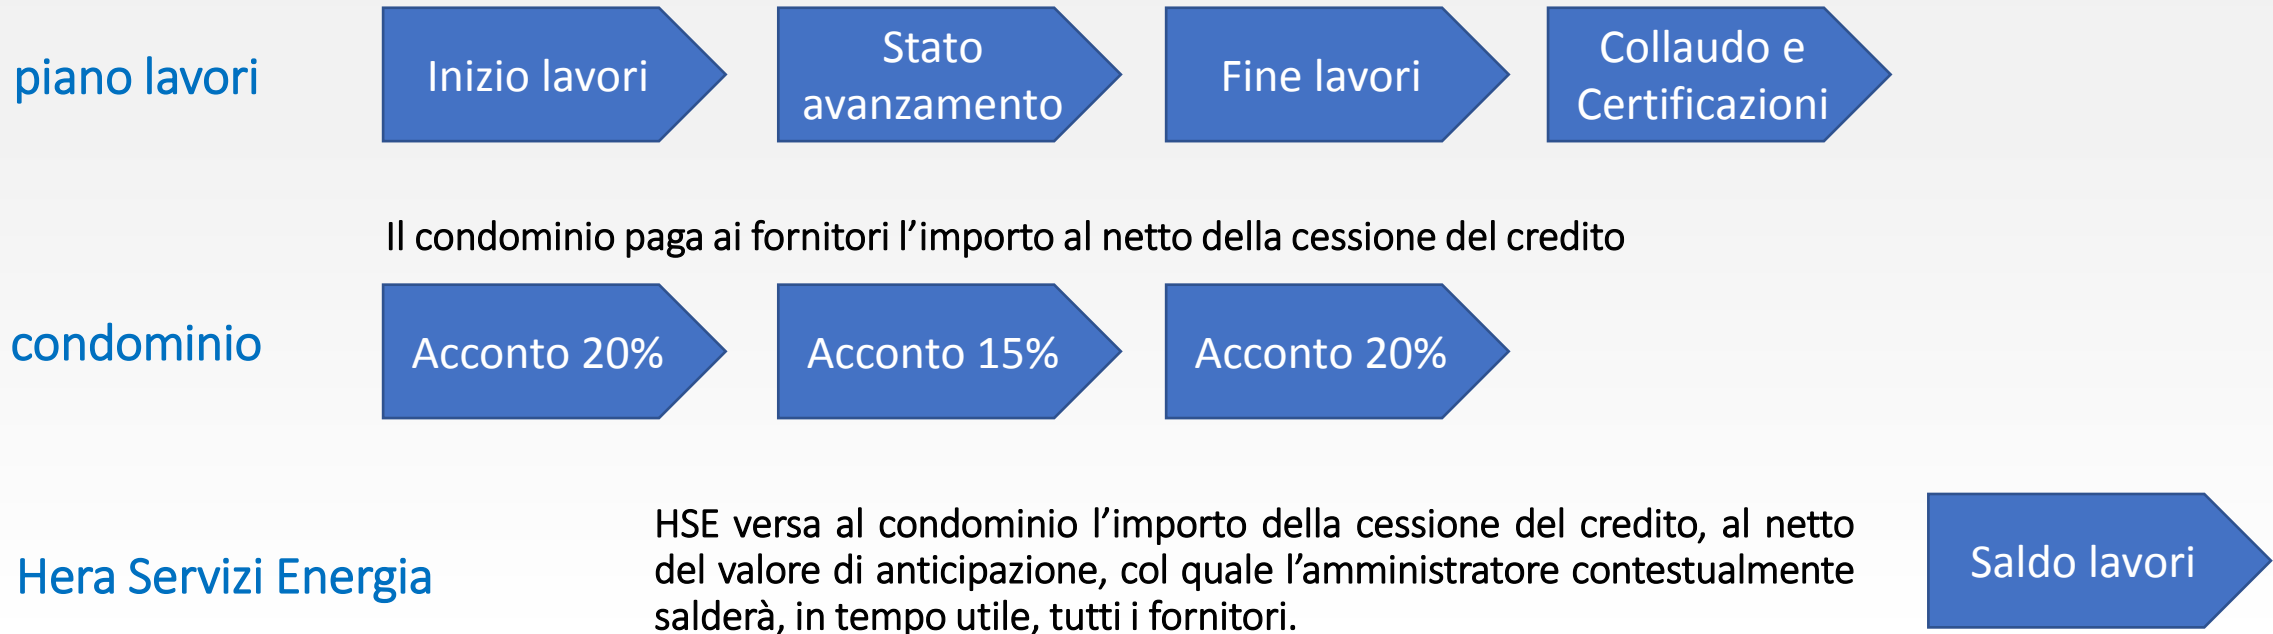 piano lavori
Inizio lavori
Stato
avanzamento
Fine lavori
Collaudo e
Certificazioni
Il condominio paga ai fornitori l’importo al netto della cessione del credito
condominio
Acconto 20%
Acconto 15%
Acconto 20%
Hera Servizi Energia
HSE versa al condominio l’importo della cessione del credito, al netto
del valore di anticipazione, col quale l’amministratore contestualmente
salderà, in tempo utile, tutti i fornitori.
Saldo lavori